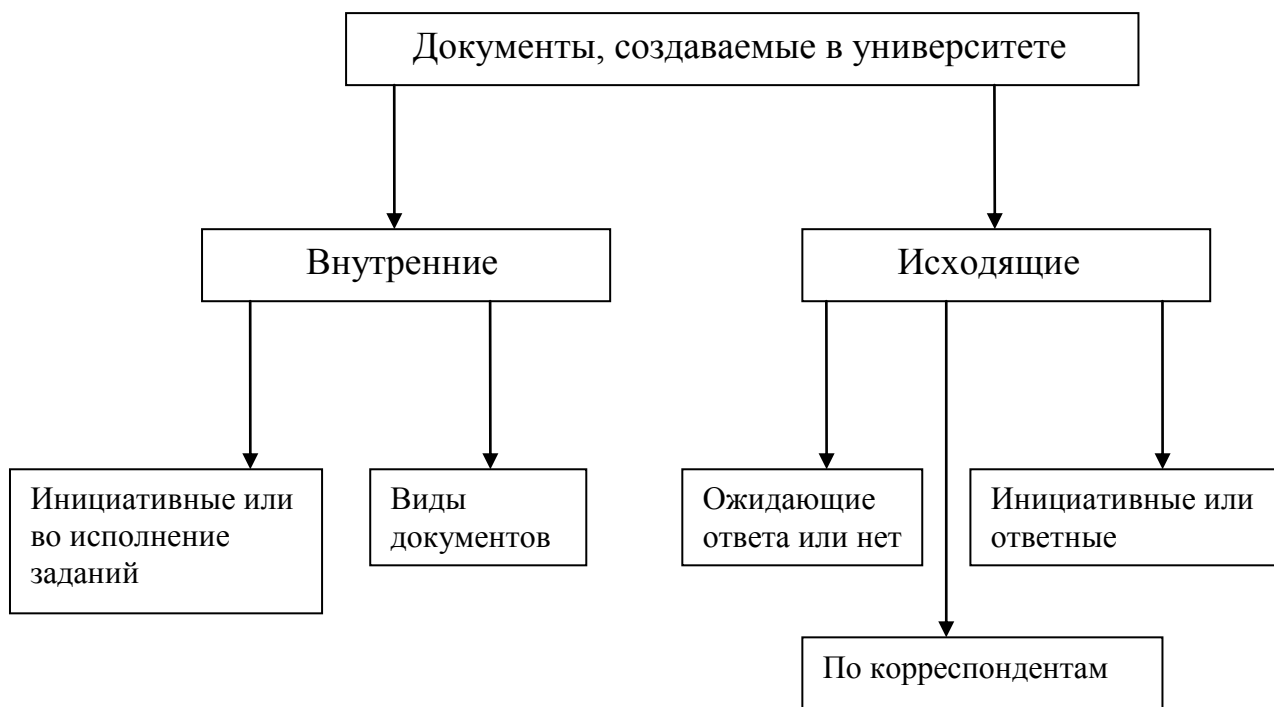 Документы, создаваемые в университете
Внутренние
Исходящие
Инициативные или
во исполнение
заданий
Виды
документов
Ожидающие
ответа или нет
Инициативные или
ответные
По корреспондентам